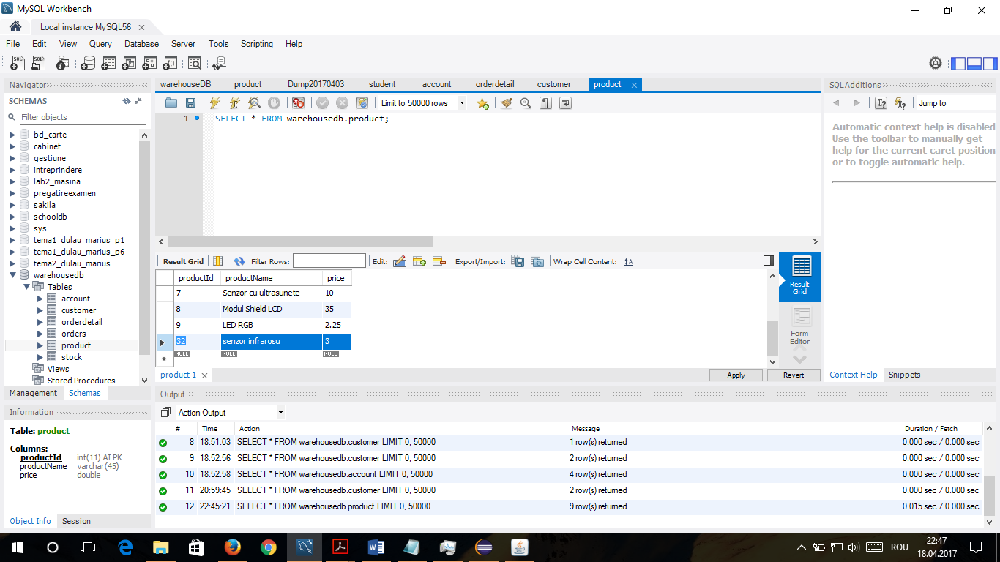 MySQL Workbench
Local instance MySQL56
File Edit View Query Database Server Tools Scripting Help
Navigator
SCHEMAS
Filter objects
bd_carte
cabinet
gestiune
intreprindere
lab2_masina
pregatireexamen
sakila
schooldb
sys
tema1_dulau_marius_p1
tema1_dulau_marius_p6
tema2_dulau_marius
warehousedb
Tables
account
customer
orderdetail
orders
product
stock
Views
Stored Procedures
Management Schemas
Information
Table: product
Columns:
productId int(11) AI PK
productName varchar(45)
price double
Object Info Session
warehouseDB product Dump20170403 student account orderdetail customer product
Limit to 50000 rows
1 SELECT * FROM warehousedb.product;
Result Grid Filter Rows: Edit: Export/Import: Wrap Cell Content:
productId productName price
7 Senzor cu ultrasunete 10
8 Modul Shield LCD 35
9 LED RGB 2.25
32 senzor infrarosu 3
NULL NULL NULL
Result Grid
Form Editor
product 1 Apply Revert
SQLAdditions
Jump to
Automatic context help is disabled
Use the toolbar to manually get
help for the current caret position
or to toggle automatic help.
Context Help Snippets
Output
Action Output
# Time Action Message Duration / Fetch
8 18:51:03 SELECT * FROM warehousedb.customer LIMIT 0, 50000 1 row(s) returned 0.000 sec / 0.000 sec
9 18:52:56 SELECT * FROM warehousedb.customer LIMIT 0, 50000 2 row(s) returned 0.000 sec / 0.000 sec
10 18:52:58 SELECT * FROM warehousedb.account LIMIT 0, 50000 4 row(s) returned 0.000 sec / 0.000 sec
11 20:59:45 SELECT * FROM warehousedb.customer LIMIT 0, 50000 2 row(s) returned 0.000 sec / 0.000 sec
12 22:45:21 SELECT * FROM warehousedb.product LIMIT 0, 50000 9 row(s) returned 0.015 sec / 0.000 sec
ROU
22:47
18.04.2017